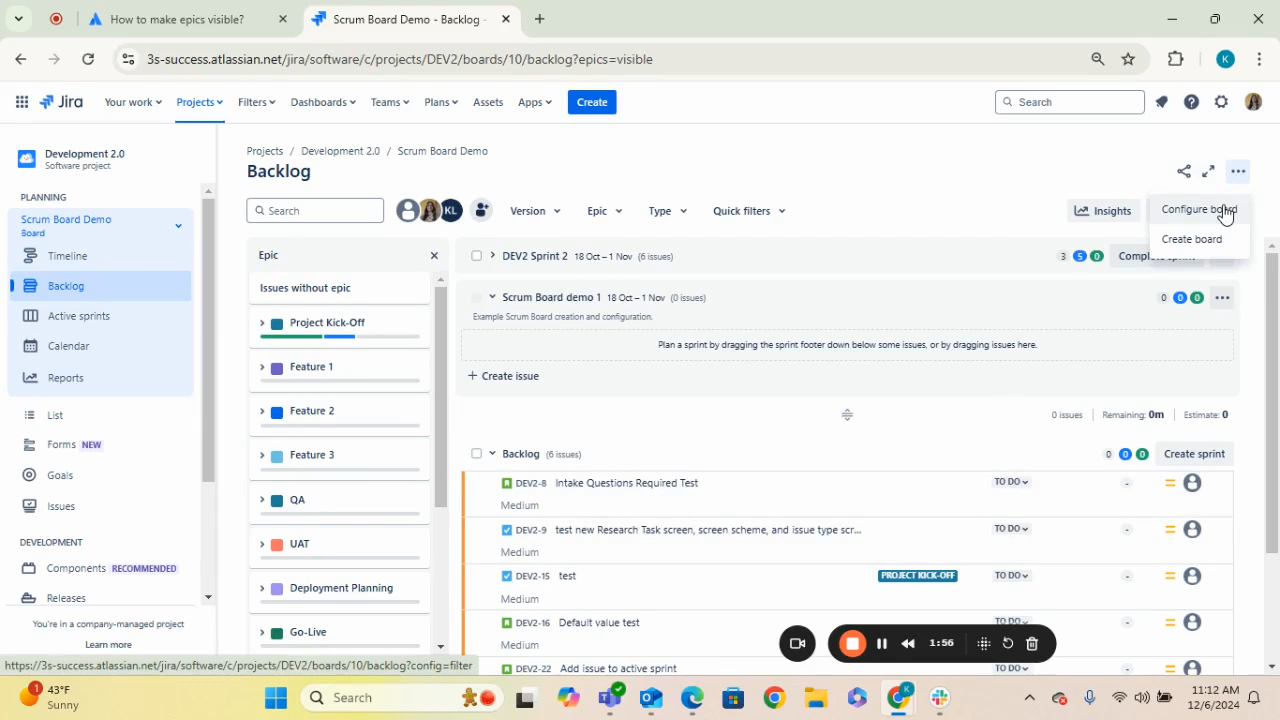 How to make epics visible?
Scrum Board Demo - Backlog -
3s-success.atlassian.net/jira/software/c/projects/DEV2/boards/10/backlog?epics=visible
K
Jira
Your work
Projects
Filters
Dashboards
Teams
Plans
Assets
Apps
Create
Search
Development 2.0
Software project
PLANNING
Scrum Board Demo
Board
Timeline
Backlog
Active sprints
Calendar
Reports
List
Forms NEW
Goals
Issues
DEVELOPMENT
Components RECOMMENDED
Releases
You're in a company-managed project
Learn more
Projects / Development 2.0 / Scrum Board Demo
Backlog
Search
KL
Version
Epic
Type
Quick filters
Insights
Configure board
Create board
Epic
Issues without epic
Project Kick-Off
Feature 1
Feature 2
Feature 3
QA
UAT
Deployment Planning
Go-Live
DEV2 Sprint 2 18 Oct – 1 Nov (6 issues) 3 5 0 Complete sprint
Scrum Board demo 1 18 Oct – 1 Nov (0 issues) 0 0 0
Example Scrum Board creation and configuration.
Plan a sprint by dragging the sprint footer down below some issues, or by dragging issues here.
+ Create issue
0 issues Remaining: 0m Estimate: 0
Backlog (6 issues) 0 0 0 Create sprint
DEV2-8 Intake Questions Required Test TO DO -
Medium
DEV2-9 test new Research Task screen, screen scheme, and issue type scr... TO DO -
Medium
DEV2-15 test PROJECT KICK-OFF TO DO -
Medium
DEV2-16 Default value test TO DO -
Medium
DEV2-22 Add issue to active sprint
1:56
https://3s-success.atlassian.net/jira/software/c/projects/DEV2/boards/10/backlog?config=filter
1
43°F
Sunny
Search
K
11:12 AM
12/6/2024